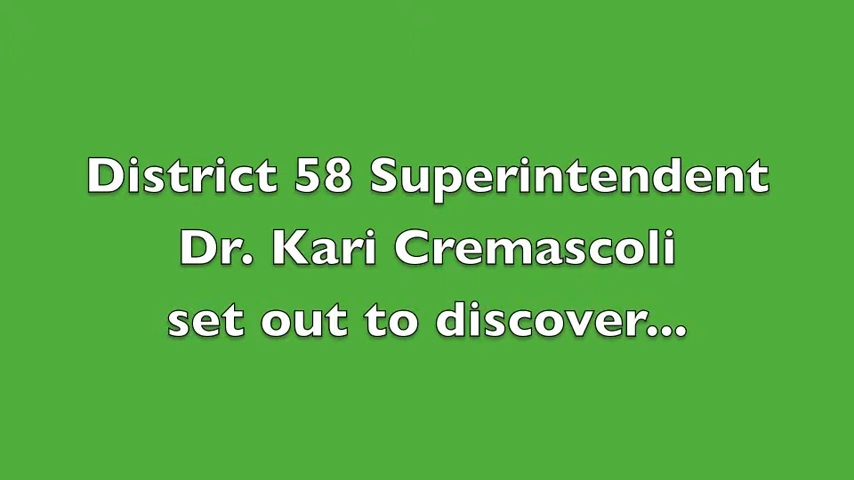 District 58 Superintendent
Dr. Kari Cremascoli
set out to discover...